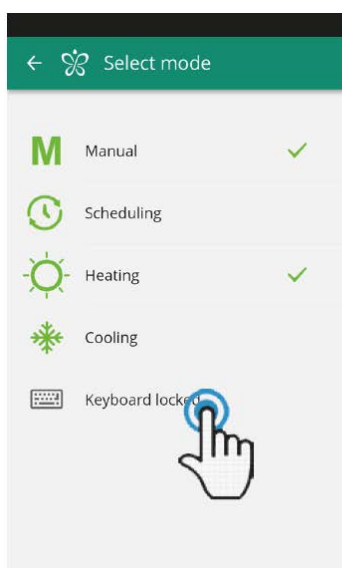 Select mode
M Manual
Scheduling
Heating
Cooling
Keyboard locked